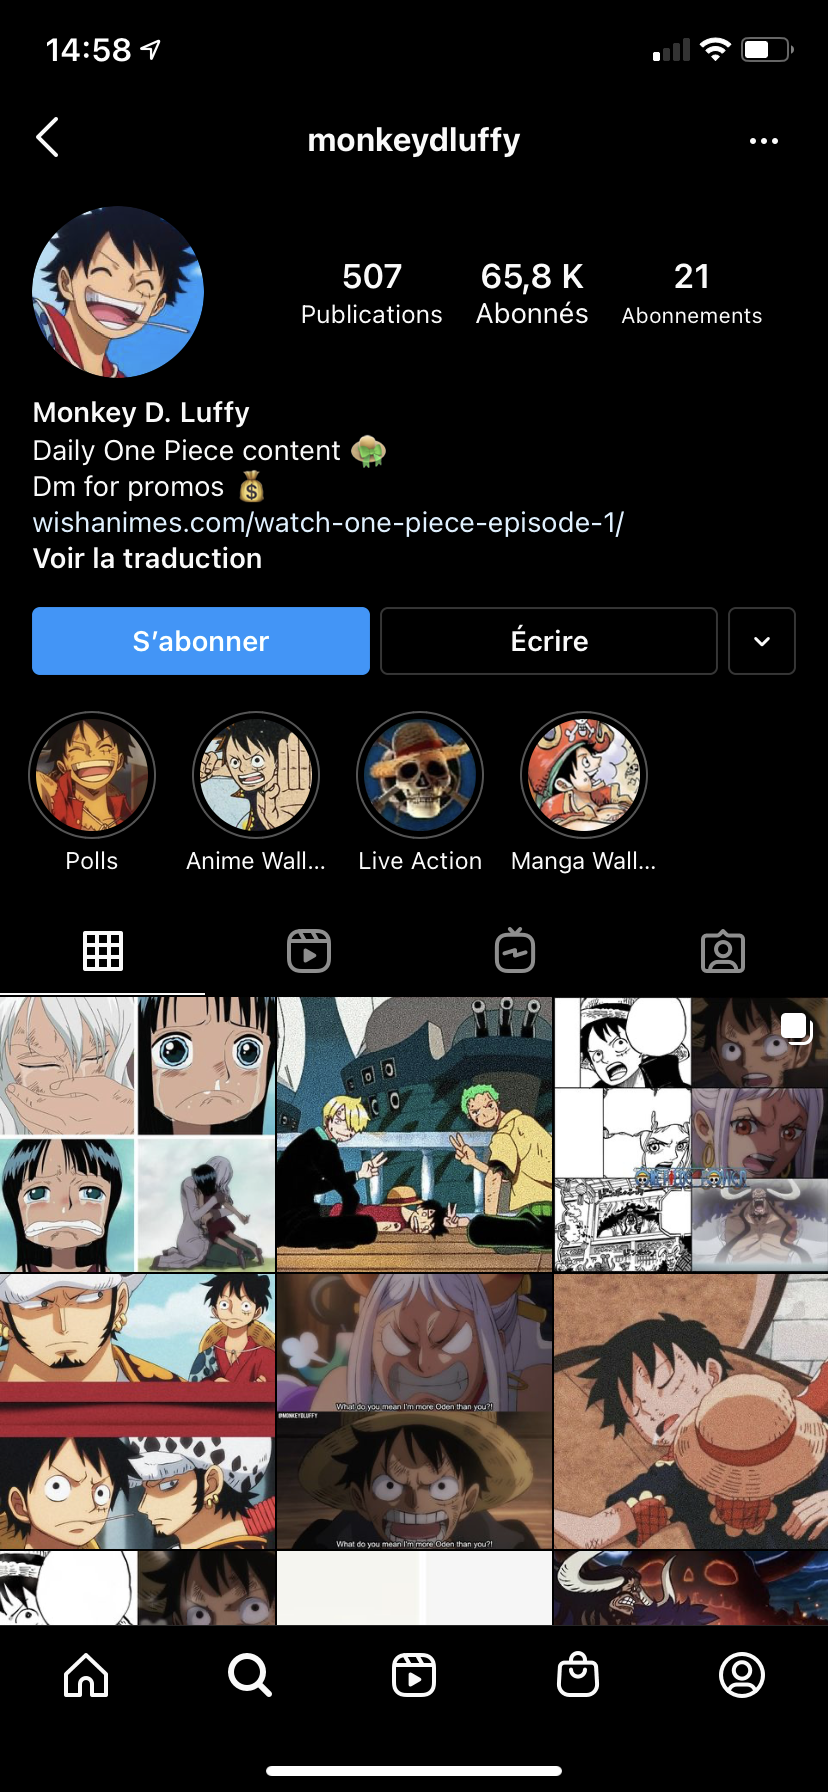 14:58
monkeydluffy
507
65,8 K
21
Publications
Abonnés
Abonnements
Monkey D. Luffy
Daily One Piece content
Dm for promos 💰
wishanimes.com/watch-one-piece-episode-1/
Voir la traduction
S'abonner
Écrire
Polls
Anime Wall...
Live Action
Manga Wall...
ONE PIECE
What do you mean I'm more Oden than you?!
@MONKEYDLUFFY
What do you mean I'm more Oden than you?!